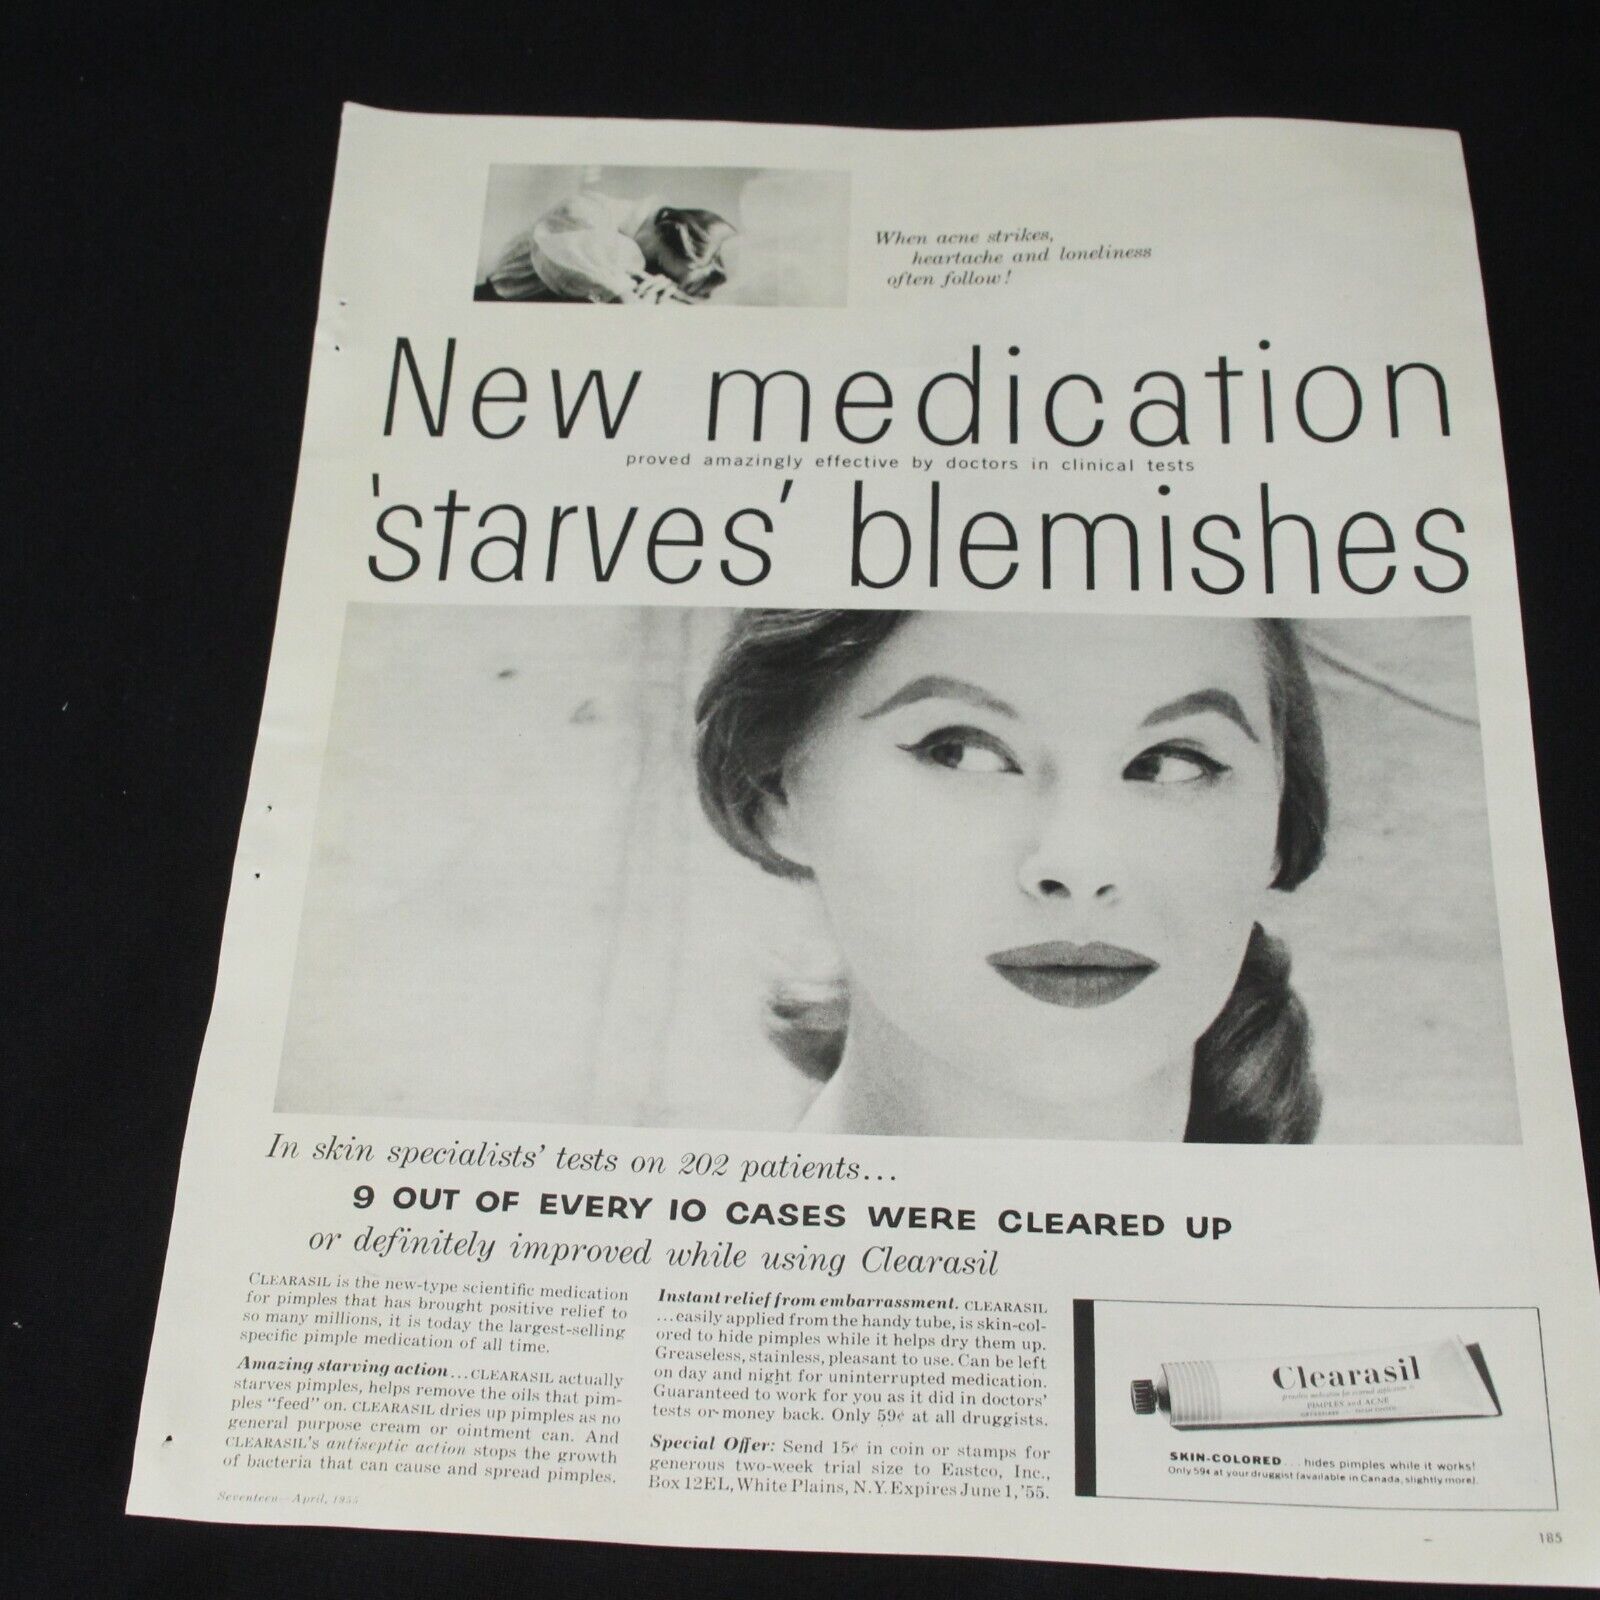 When acne strikes,
heartache and loneliness
often follow!
New medication
proved amazingly effective by doctors in clinical tests
'starves' blemishes
In skin specialists' tests on 202 patients...
9 OUT OF EVERY 10 CASES WERE CLEARED UP
or definitely improved while using Clearasil
CLEARASIL is the new-type scientific medication
for pimples that has brought positive relief to
so many millions, it is today the largest-selling
specific pimple medication of all time.
Amazing starving action...CLEARASIL actually
starves pimples, helps remove the oils that pim-
ples "feed" on. CLEARASIL dries up pimples as no
general purpose cream or ointment can. And
CLEARASIL'S antiseptic action stops the growth
of bacteria that can cause and spread pimples.
Instant relief from embarrassment. CLEARASIL
...easily applied from the handy tube, is skin-col-
ored to hide pimples while it helps dry them up.
Greaseless, stainless, pleasant to use. Can be left
on day and night for uninterrupted medication.
Guaranteed to work for you as it did in doctors'
tests or money back. Only 59¢ at all druggists.
Special Offer: Send 15¢ in coin or stamps for
generous two-week trial size to Eastco, Inc.,
Box 12EL, White Plains, N.Y. Expires June 1, '55.
Clearasil
PIMPLES and ACNE
SKIN-COLORED...hides pimples while it works!
Only 59¢ at your druggist (available in Canada, slightly more).
Seventeen—April, 1955
185